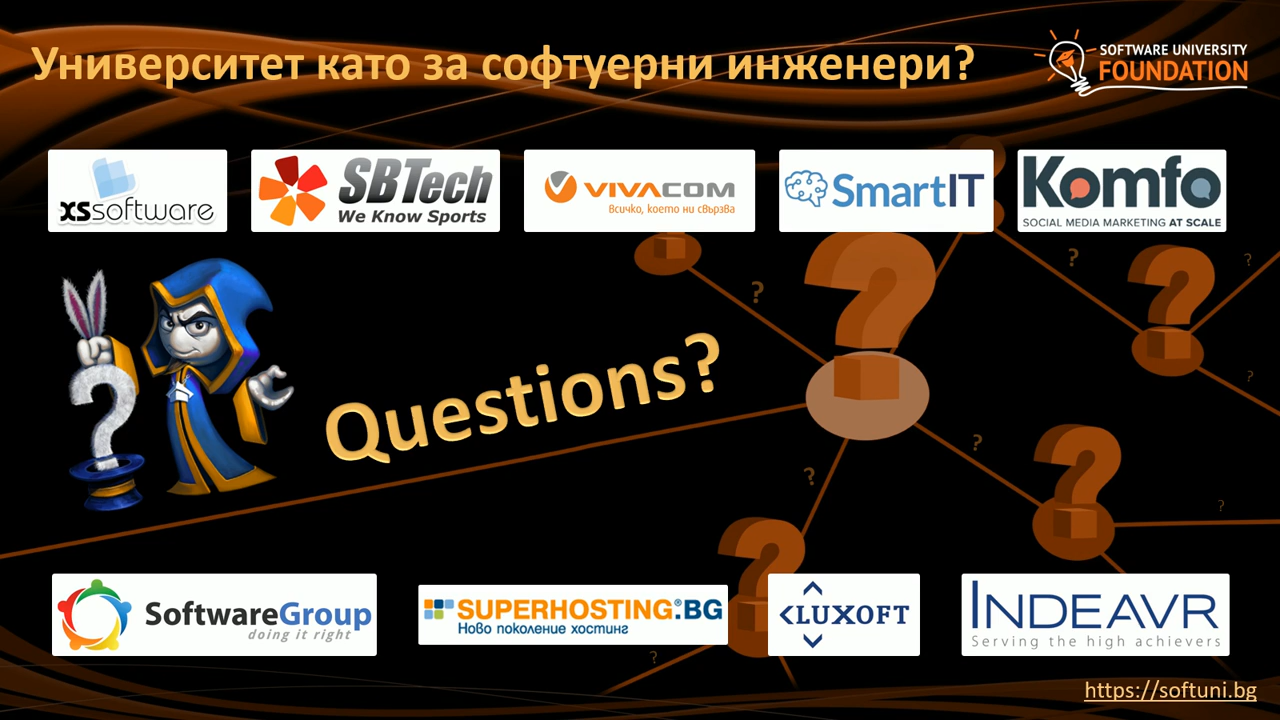 Университет като за софтуерни инженери?
SOFTWARE UNIVERSITY
FOUNDATION
xssoftware
SBTech
We Know Sports
VIVACOM
Всичко, което ни свързва
SmartIT
Komfo
SOCIAL MEDIA MARKETING AT SCALE
Questions?
SoftwareGroup
doing it right
SUPERHOSTING®.BG
Ново поколение хостинг
LUXOFT
INDEAVR
Serving the high achievers
https://softuni.bg